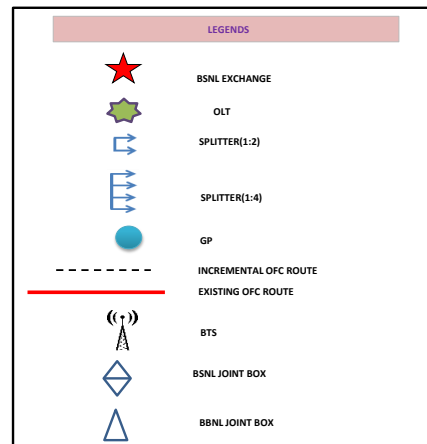 LEGENDS
BSNL EXCHANGE
OLT
SPLITTER(1:2)
SPLITTER(1:4)
GP
INCREMENTAL OFC ROUTE
EXISTING OFC ROUTE
BTS
BSNL JOINT BOX
BBNL JOINT BOX